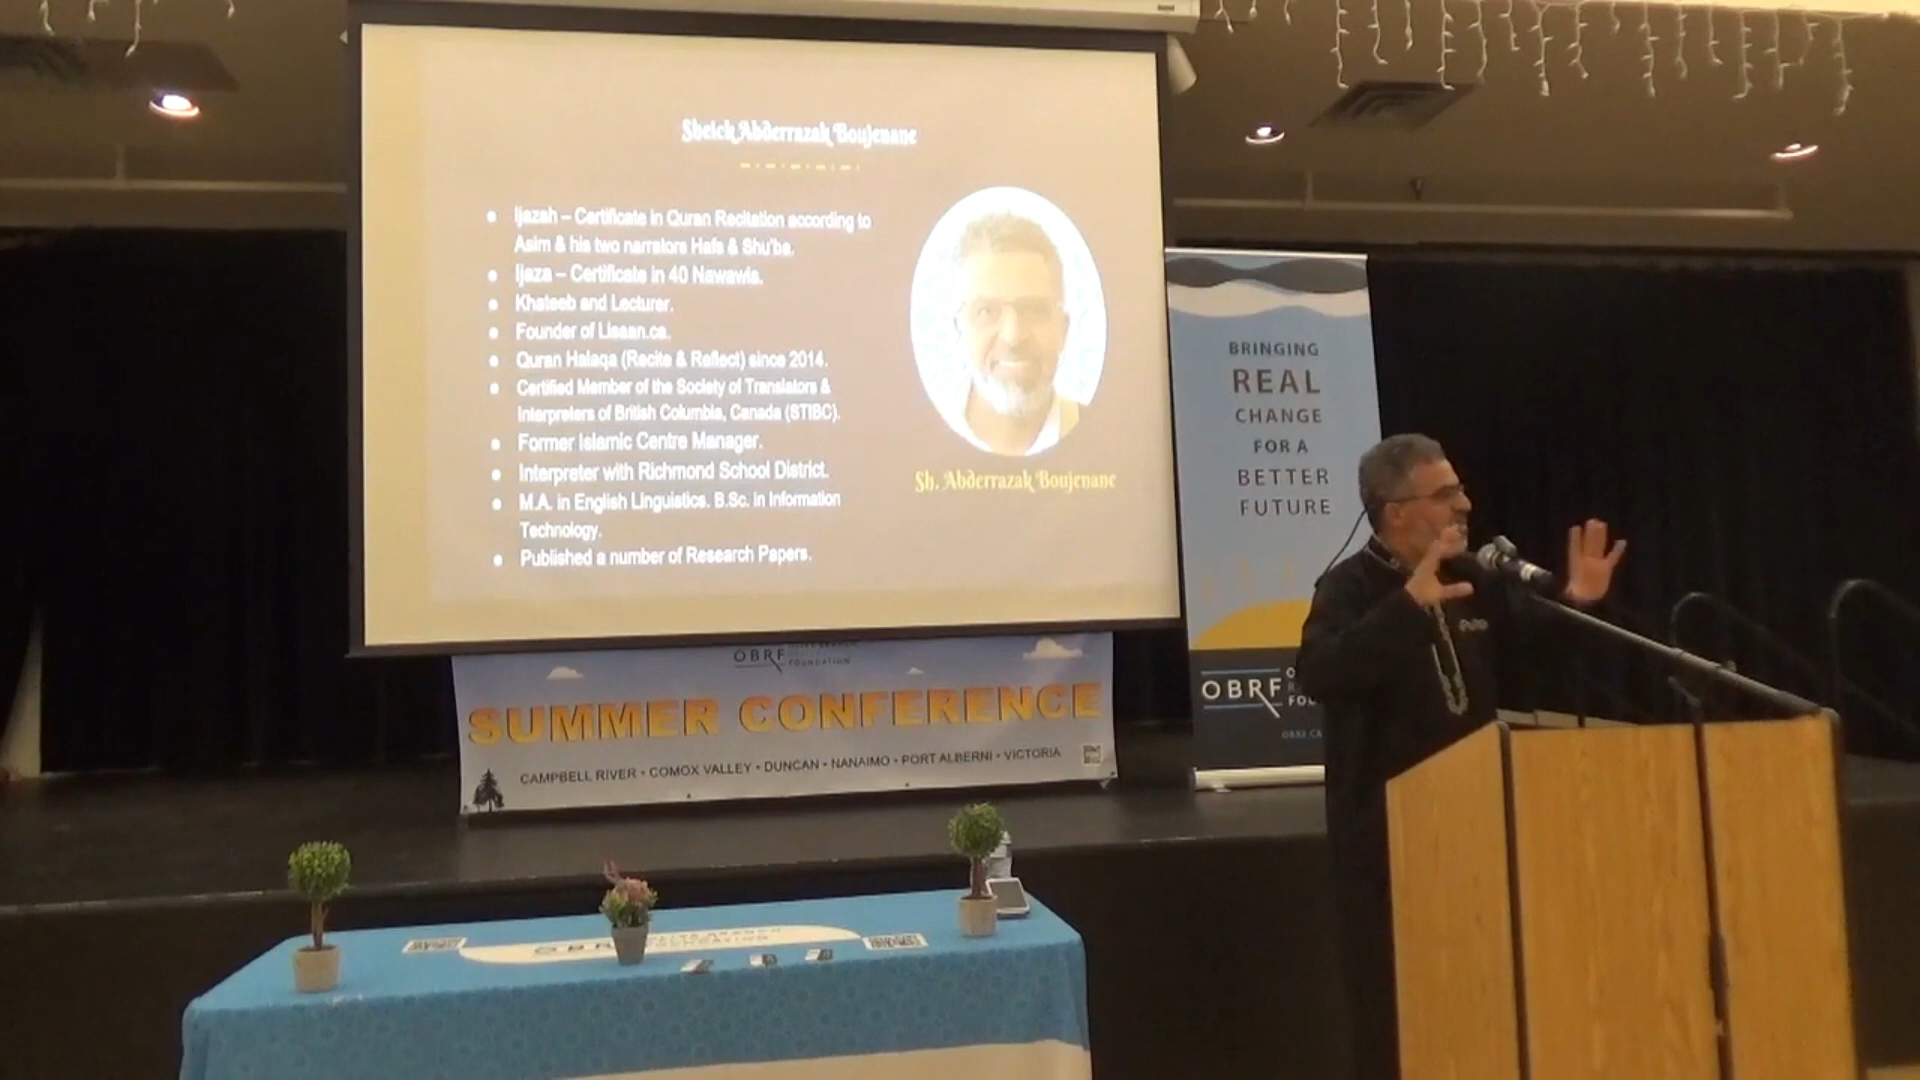 Sheick Abderrazak Boujenane
Ijazah – Certificate in Quran Recitation according to
Asim & his two narrators Hafs & Shu'ba.
Ijaza – Certificate in 40 Nawawis.
Khateeb and Lecturer.
Founder of Lisaan.ca.
Quran Halaqa (Recite & Reflect) since 2014.
Certified Member of the Society of Translators &
Interpreters of British Columbia, Canada (STIBC).
Former Islamic Centre Manager.
Interpreter with Richmond School District.
M.A. in English Linguistics. B.Sc. in Information
Technology.
Published a number of Research Papers.
Sh. Abderrazak Boujenane
BRINGING
REAL
CHANGE
FOR A
BETTER
FUTURE
OBRF
FOU
OBRF.CA
OBRF
FOUNDATION
SUMMER CONFERENCE
CAMPBELL RIVER • COMOX VALLEY • DUNCAN • NANAIMO • PORT ALBERNI • VICTORIA